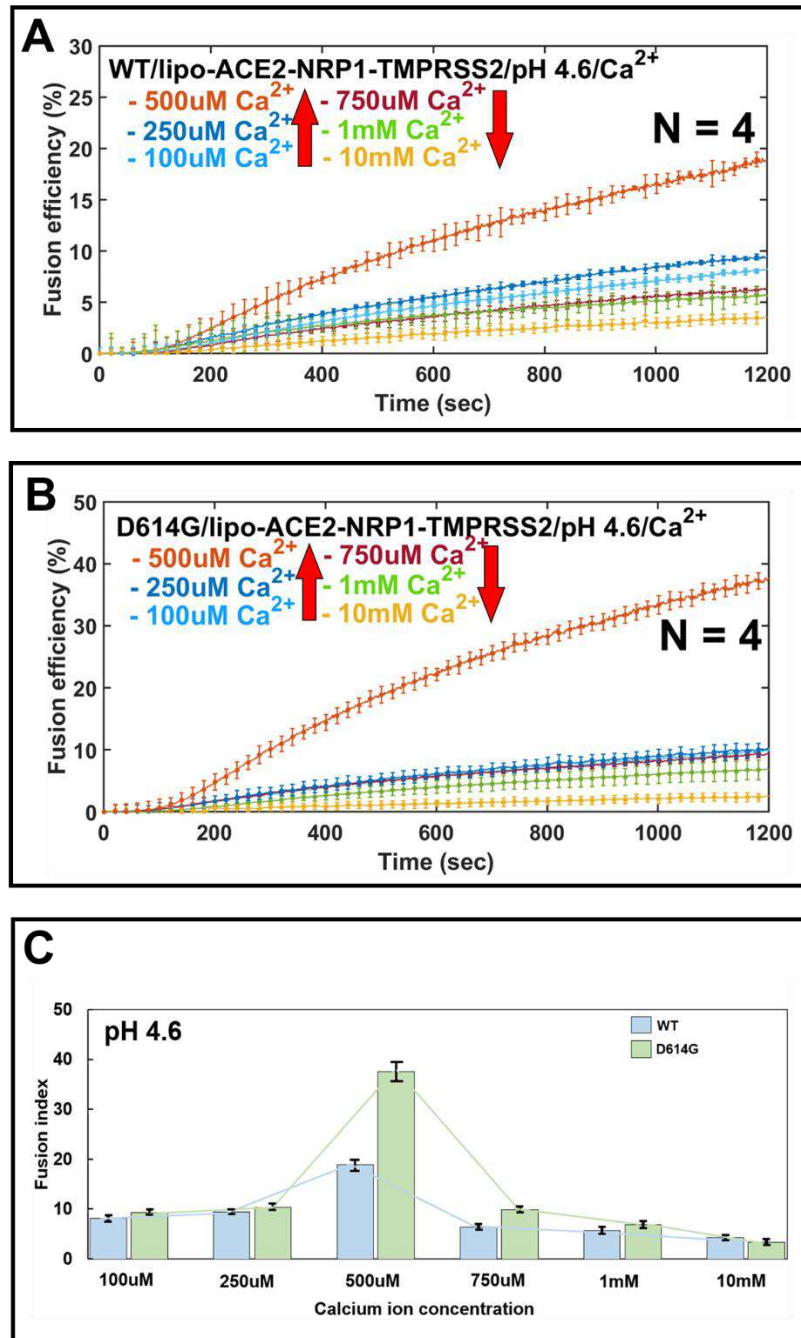 A
WT/lipo-ACE2-NRP1-TMPRSS2/pH 4.6/Ca2+
- 500uM Ca2+ - 750uM Ca2+
- 250uM Ca2+ - 1mM Ca2+
- 100uM Ca2+ - 10mM Ca2+
N = 4
Fusion efficiency (%)
30
25
20
15
10
5
0
0 200 400 600 800 1000 1200
Time (sec)
B
D614G/lipo-ACE2-NRP1-TMPRSS2/pH 4.6/Ca2+
- 500uM Ca2+ - 750uM Ca2+
- 250uM Ca2+ - 1mM Ca2+
- 100uM Ca2+ - 10mM Ca2+
N = 4
Fusion efficiency (%)
50
40
30
20
10
0
0 200 400 600 800 1000 1200
Time (sec)
C
pH 4.6
WT
D614G
Fusion index
50
40
30
20
10
0
100uM 250uM 500uM 750uM 1mM 10mM
Calcium ion concentration